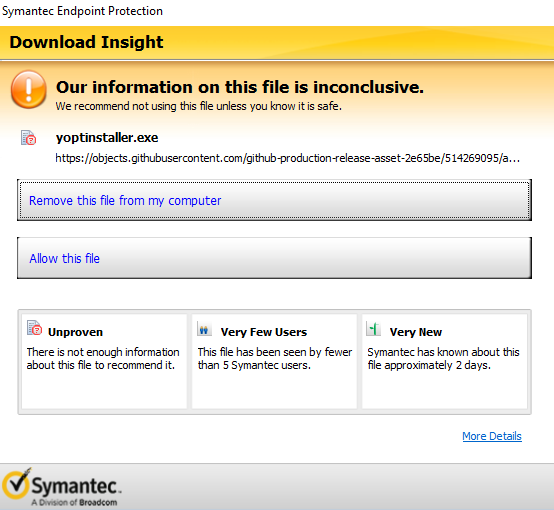 Symantec Endpoint Protection
Download Insight
Our information on this file is inconclusive.
We recommend not using this file unless you know it is safe.
yoptinstaller.exe
https://objects.githubusercontent.com/github-production-release-asset-2e65be/514269095/a...
Remove this file from my computer
Allow this file
Unproven
There is not enough information
about this file to recommend it.
Very Few Users
This file has been seen by fewer
than 5 Symantec users.
Very New
Symantec has known about this
file approximately 2 days.
More Details
Symantec.
A Division of Broadcom